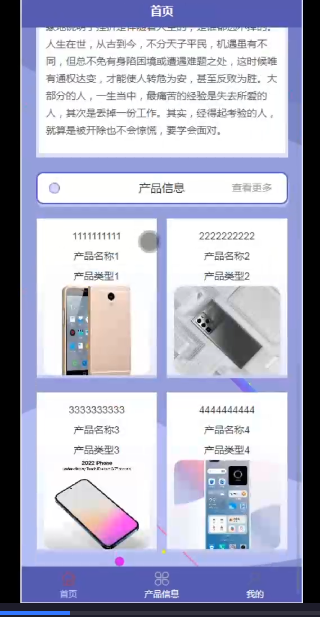 首页
人生在世，从古到今，不分天子平民，机遇虽有不
同，但总不免有身陷困境或遭遇难题之处，这时候唯
有通权达变，才能使人转危为安，甚至反败为胜。大
部分的人，一生当中，最痛苦的经验是失去所爱的
人，其次是丢掉一份工作。其实，经得起考验的人，
就算是被开除也不会惊慌，要学会面对。
产品信息 查看更多
1111111111
产品名称1
产品类型1
2222222222
产品名称2
产品类型2
3333333333
产品名称3
产品类型3
2022 iPhone
4444444444
产品名称4
产品类型4
首页 产品信息 我的